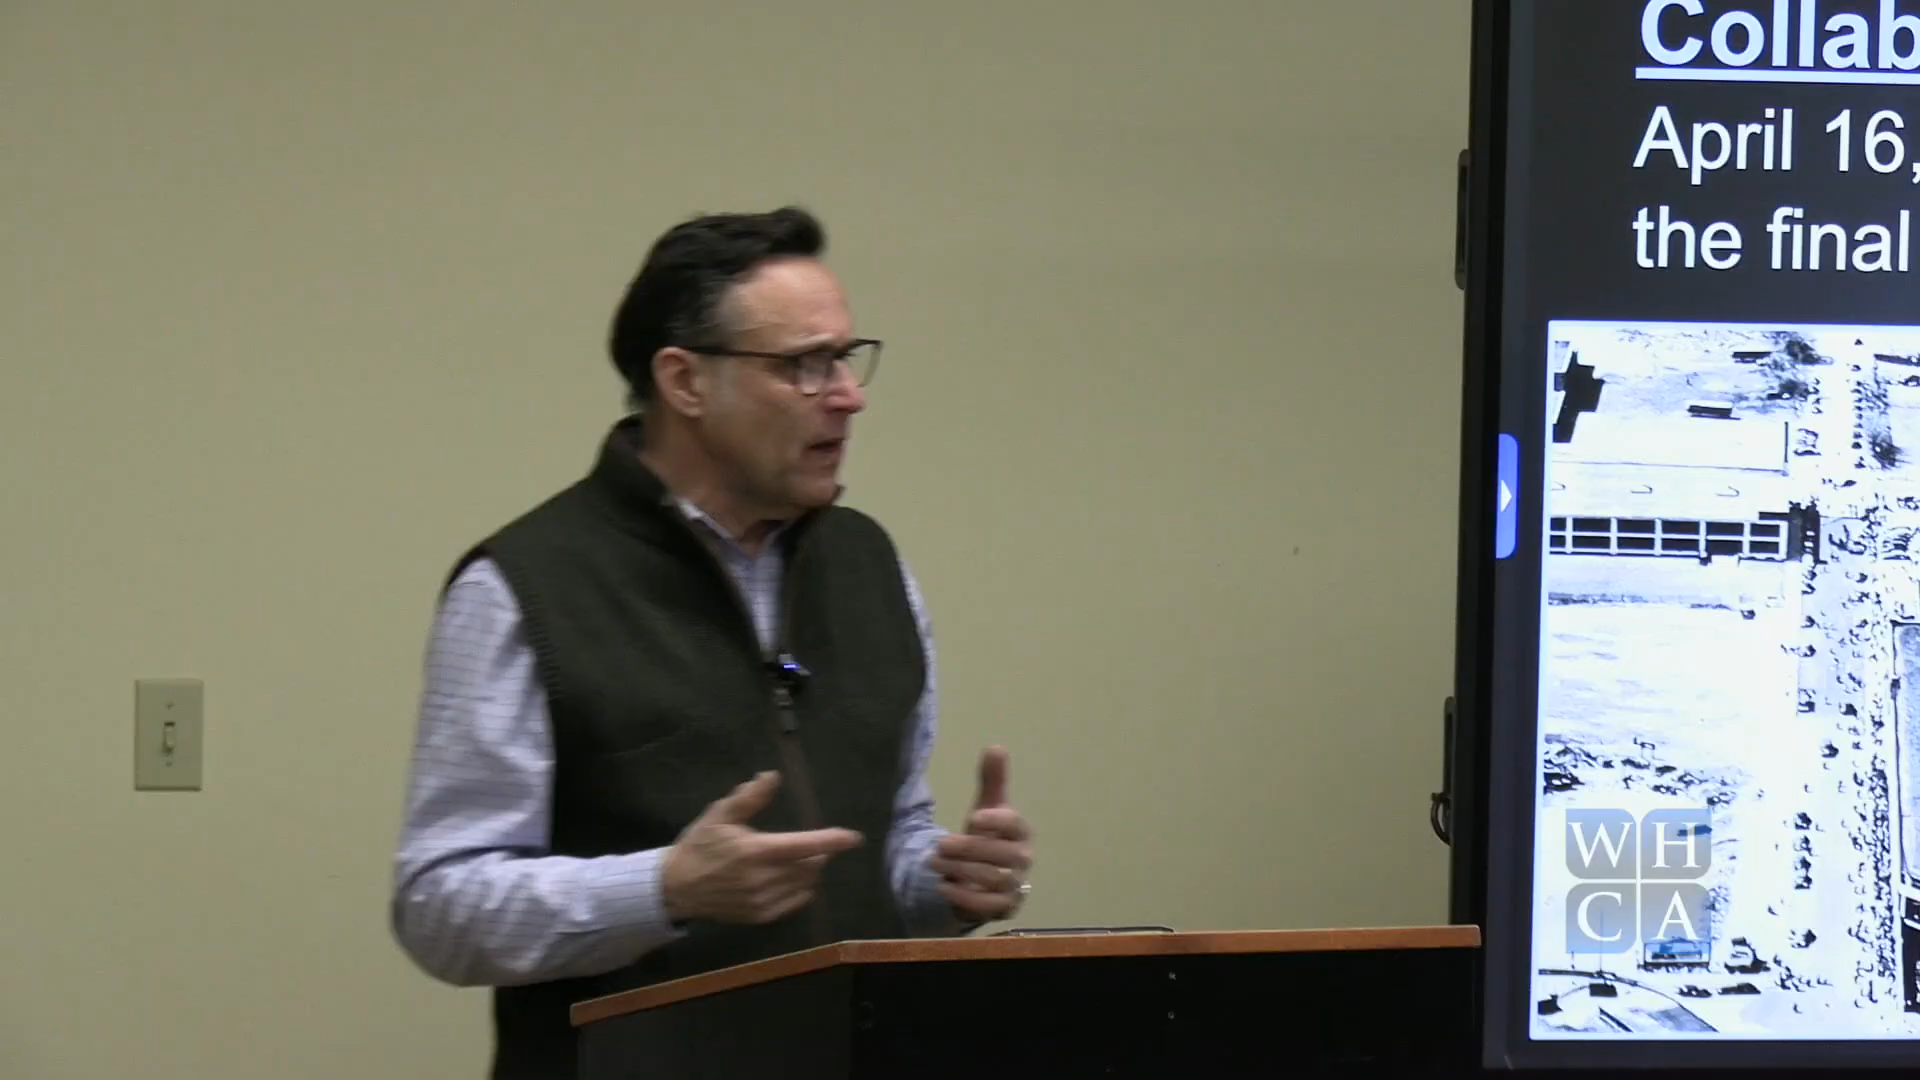 Collab
April 16,
the final
W H
C A